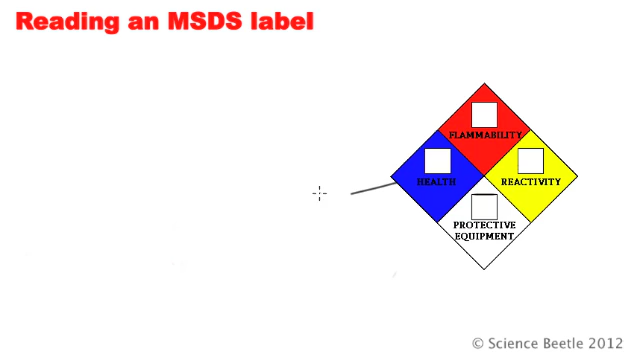 Reading an MSDS label
FLAMMABILITY
HEALTH
REACTIVITY
PROTECTIVE
EQUIPMENT
© Science Beetle 2012